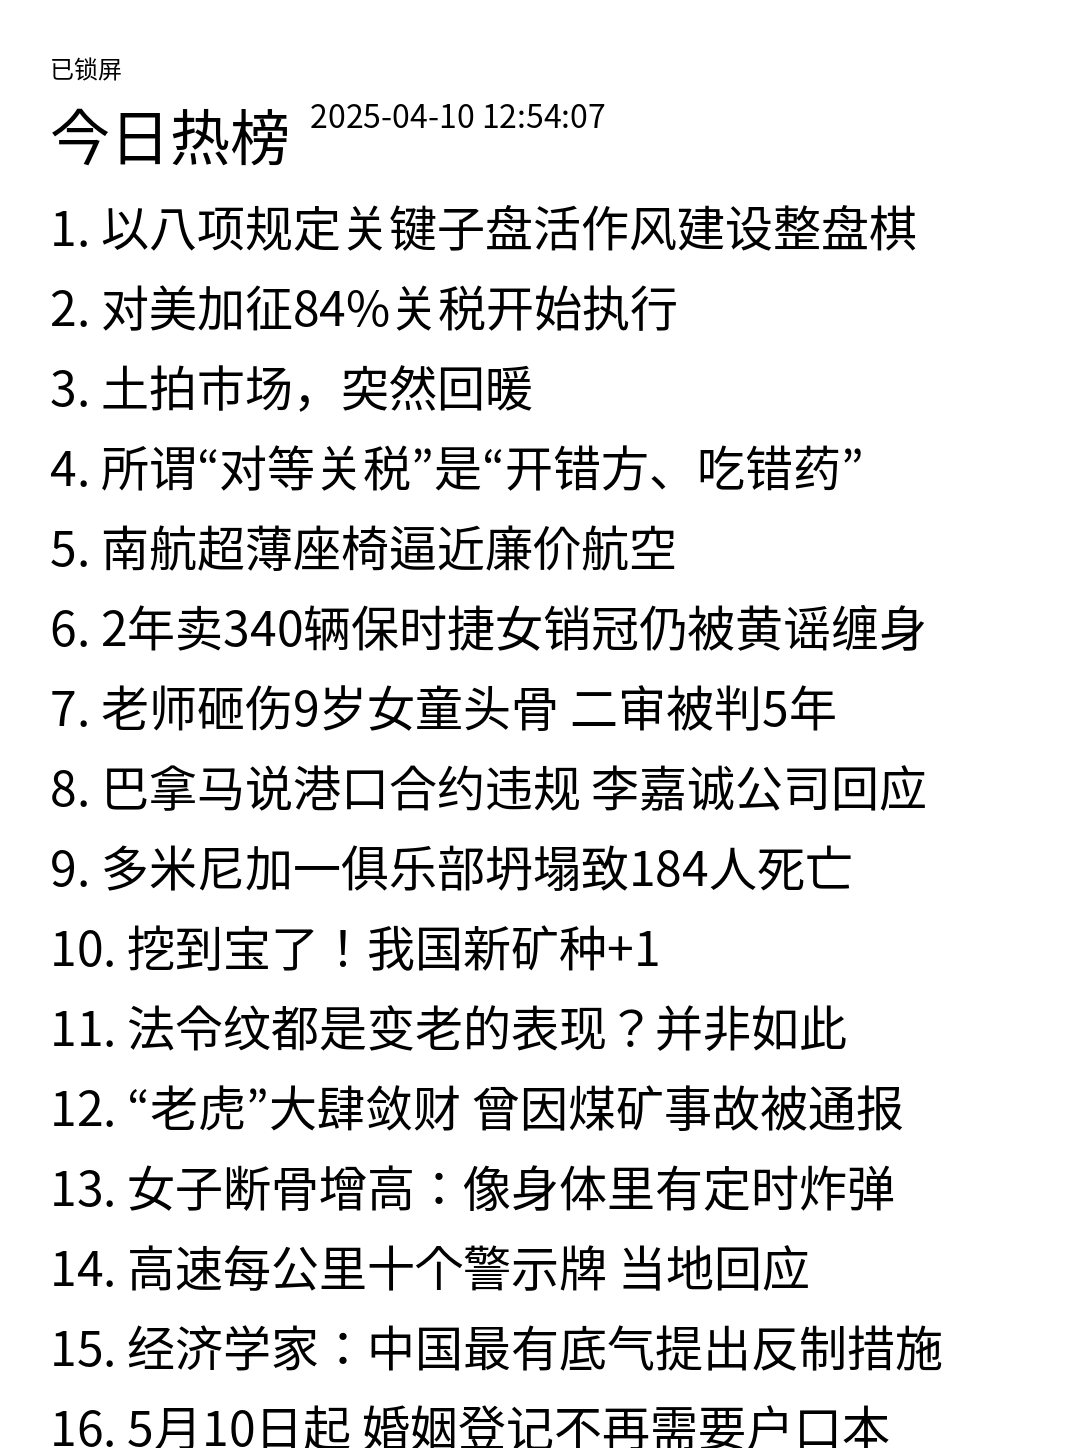 已锁屏
今日热榜 2025-04-10 12:54:07
1. 以八项规定关键子盘活作风建设整盘棋
2. 对美加征84%关税开始执行
3. 土拍市场，突然回暖
4. 所谓“对等关税”是“开错方、吃错药”
5. 南航超薄座椅逼近廉价航空
6. 2年卖340辆保时捷女销冠仍被黄谣缠身
7. 老师砸伤9岁女童头骨 二审被判5年
8. 巴拿马说港口合约违规 李嘉诚公司回应
9. 多米尼加一俱乐部坍塌致184人死亡
10. 挖到宝了！我国新矿种+1
11. 法令纹都是变老的表现？并非如此
12. “老虎”大肆敛财 曾因煤矿事故被通报
13. 女子断骨增高：像身体里有定时炸弹
14. 高速每公里十个警示牌 当地回应
15. 经济学家：中国最有底气提出反制措施
16. 5月10日起 婚姻登记不再需要户口本